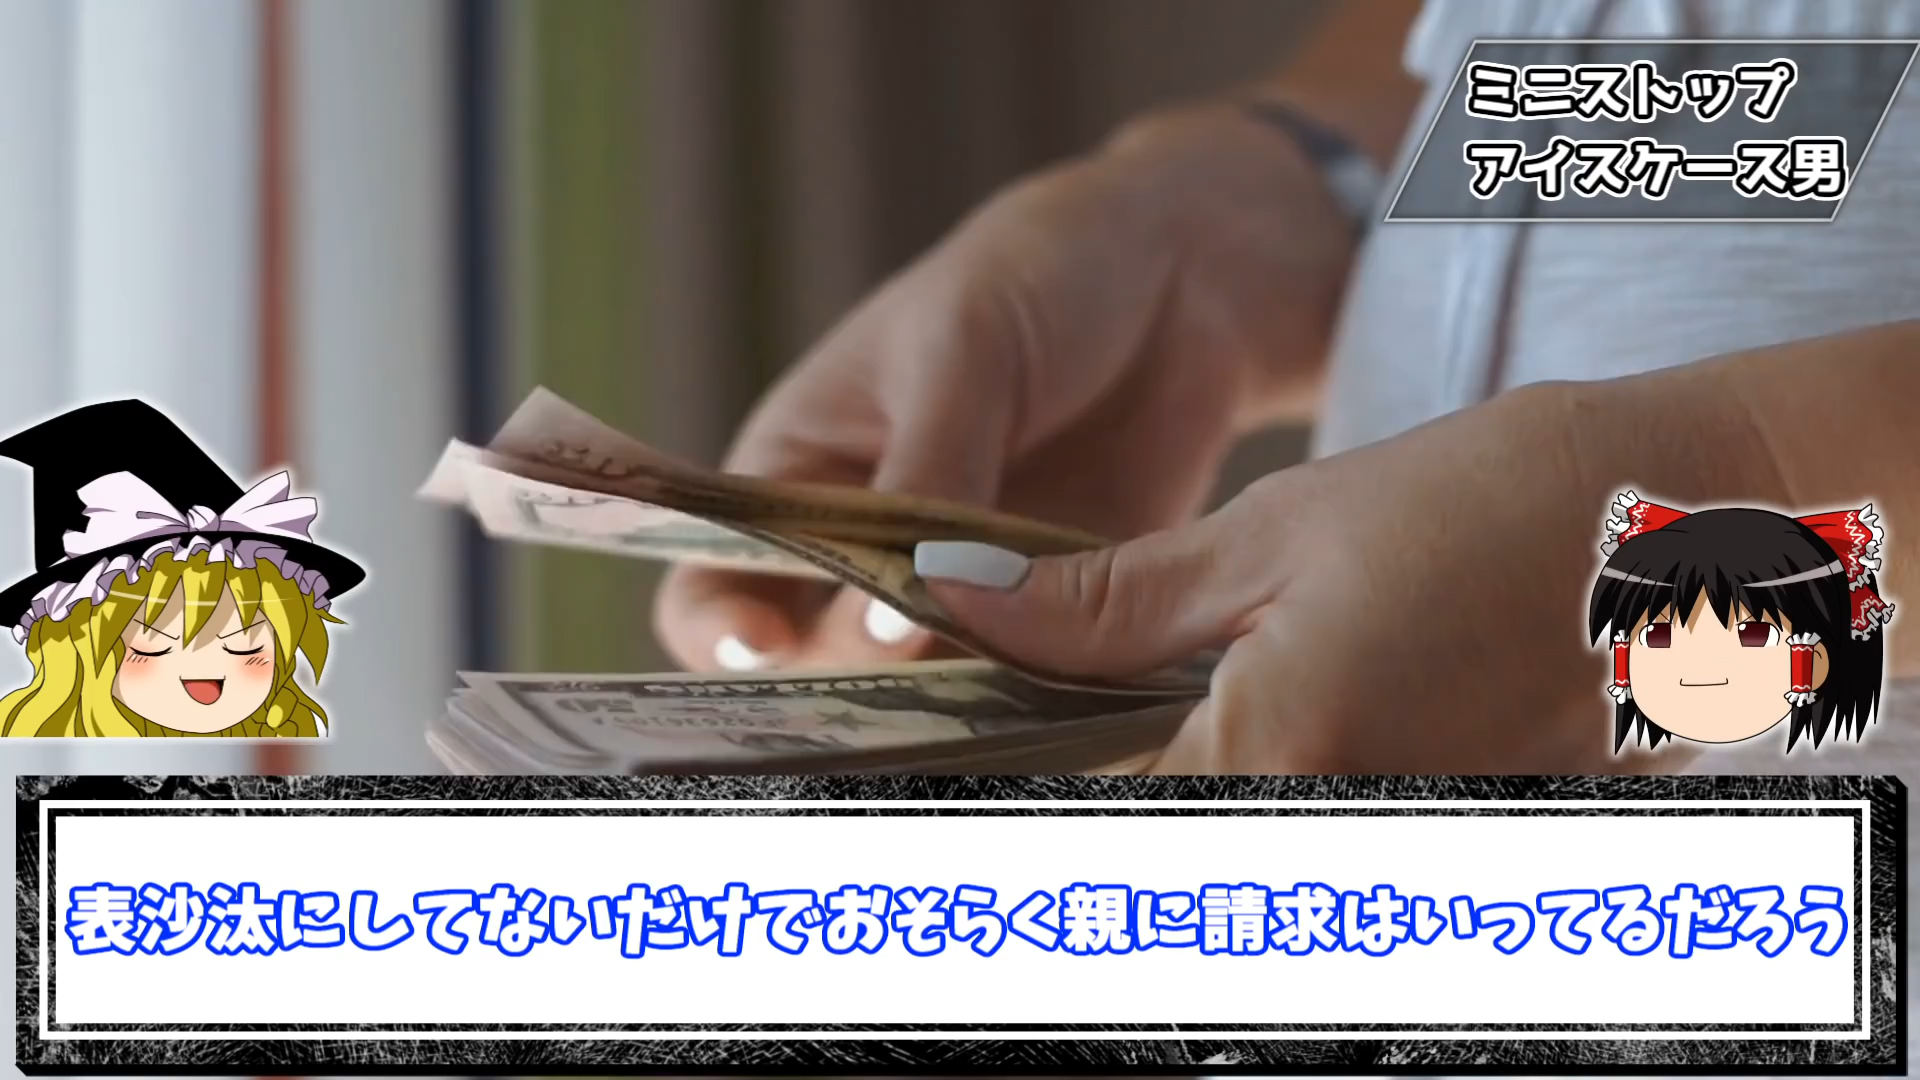 ミニストップ
アイスケース男
表沙汰にしてないだけでおそらく親に請求はいってるだろう